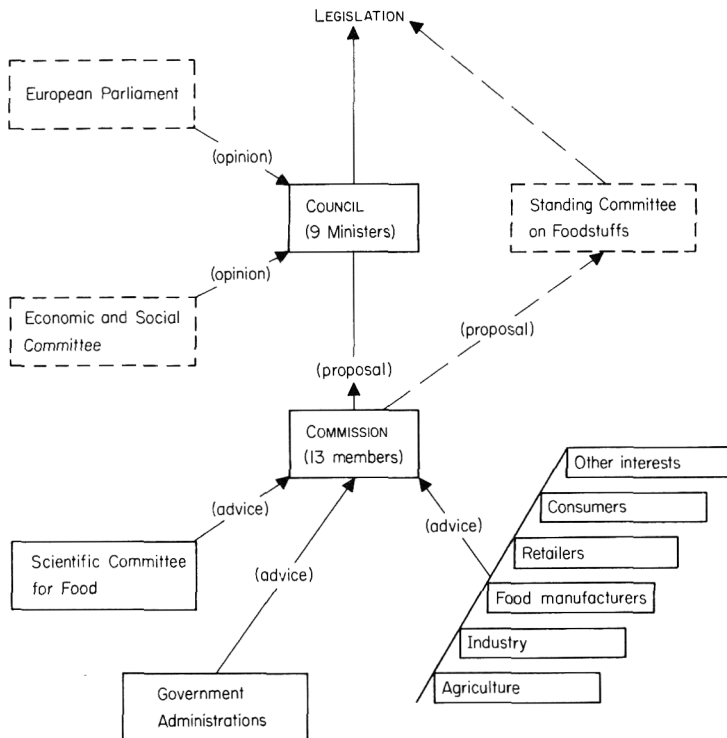 LEGISLATION
European Parliament
(opinion)
COUNCIL
(9 Ministers)
Standing Committee
on Foodstuffs
(opinion)
Economic and Social
Committee
(proposal)
(proposal)
COMMISSION
(13 members)
Other interests
Consumers
(advice)
(advice)
Retailers
Scientific Committee
for Food
(advice)
Food manufacturers
Industry
Agriculture
Government
Administrations